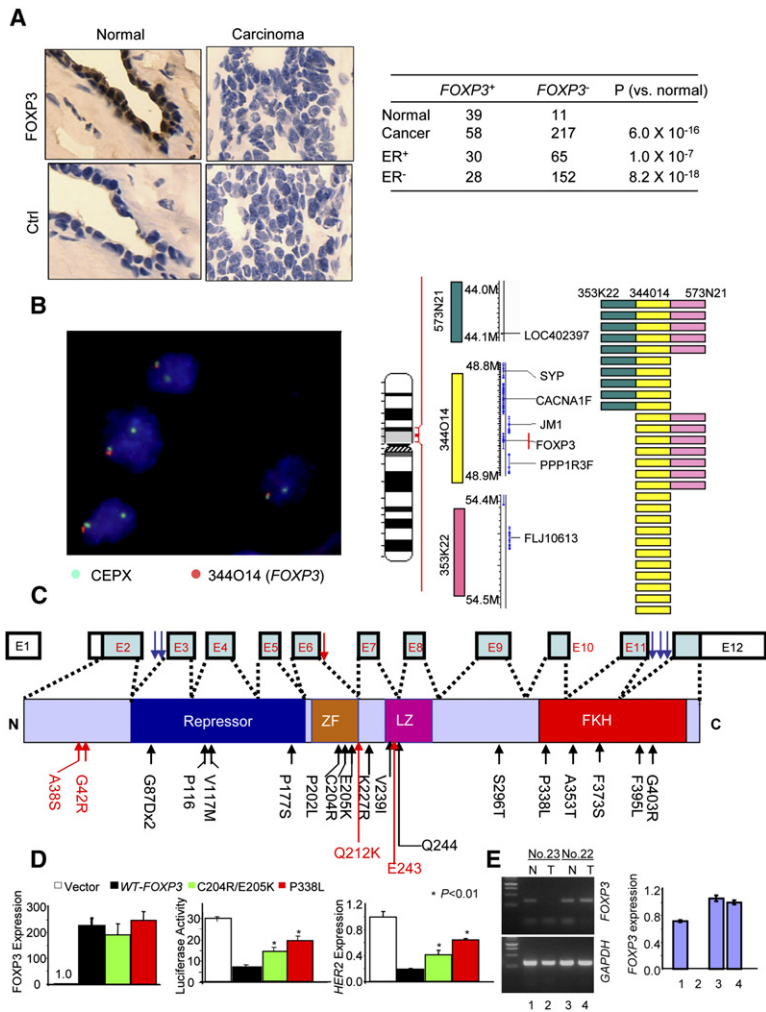 A
Normal Carcinoma
FOXP3
Ctrl
FOXP3+ FOXP3- P (vs. normal)
Normal 39 11
Cancer 58 217 6.0 X 10-16
ER+ 30 65 1.0 X 10-7
ER- 28 152 8.2 X 10-18
B
CEPX 344O14 (FOXP3)
573N21
44.0M
44.1M
LOC402397
344O14
48.8M
SYP
CACNA1F
JM1
FOXP3
PPP1R3F
48.9M
353K22
54.4M
FLJ10613
54.5M
353K22 344014 573N21
C
E1 E2 E3 E4 E5 E6 E7 E8 E9 E10 E11 E12
N Repressor ZF LZ FKH C
A38S G42R G87Dx2 P116 V117M P177S P202L C204R E205K K227R V239I S296T P338L A353T F373S F395L G403R
Q244
Q212K E243
D
Vector WT-FOXP3 C204R/E205K P338L
* P<0.01
FOXP3 Expression
300
200
100
0
1.0
Luciferase Activity
30
20
10
0
* *
HER2 Expression
1.2
0.8
0.4
0
* *
E
No.23 No.22
N T N T
FOXP3
GAPDH
1 2 3 4
FOXP3 expression
1.2
0.8
0.4
0.0
1 2 3 4